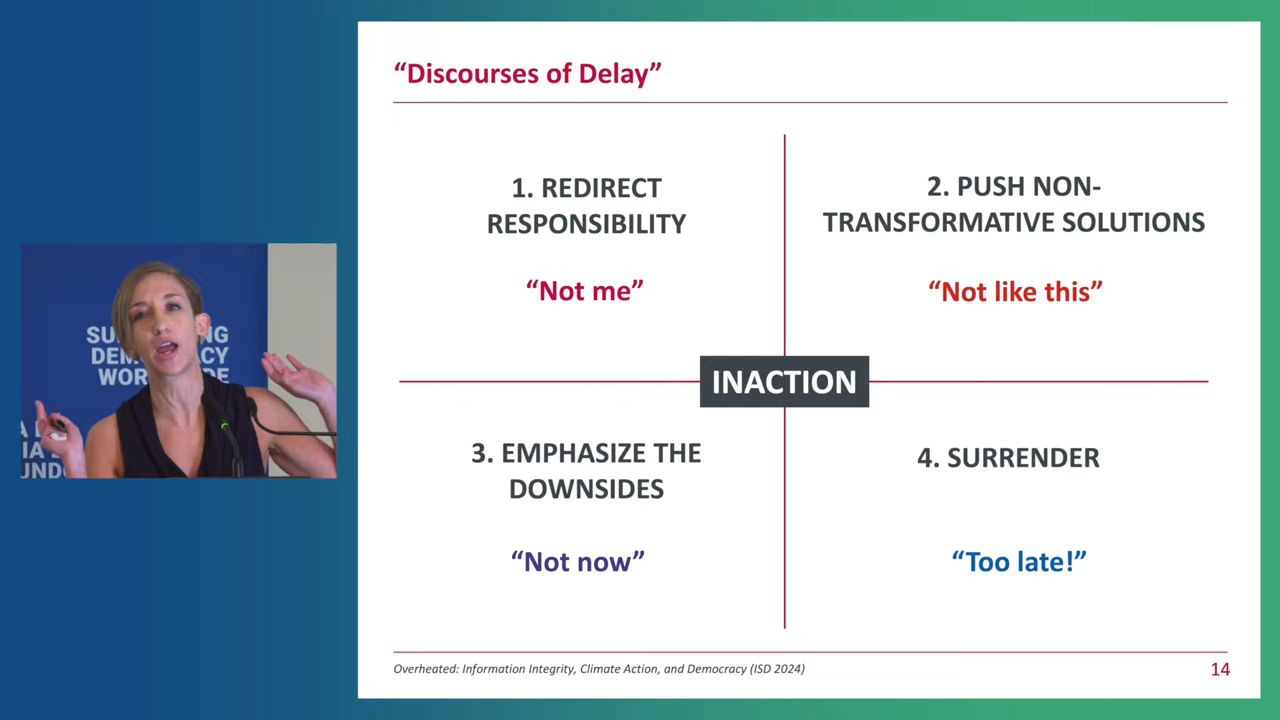 “Discourses of Delay”
1. REDIRECT
RESPONSIBILITY
“Not me”
2. PUSH NON-
TRANSFORMATIVE SOLUTIONS
“Not like this”
INACTION
3. EMPHASIZE THE
DOWNSIDES
“Not now”
4. SURRENDER
“Too late!”
Overheated: Information Integrity, Climate Action, and Democracy (ISD 2024)
14